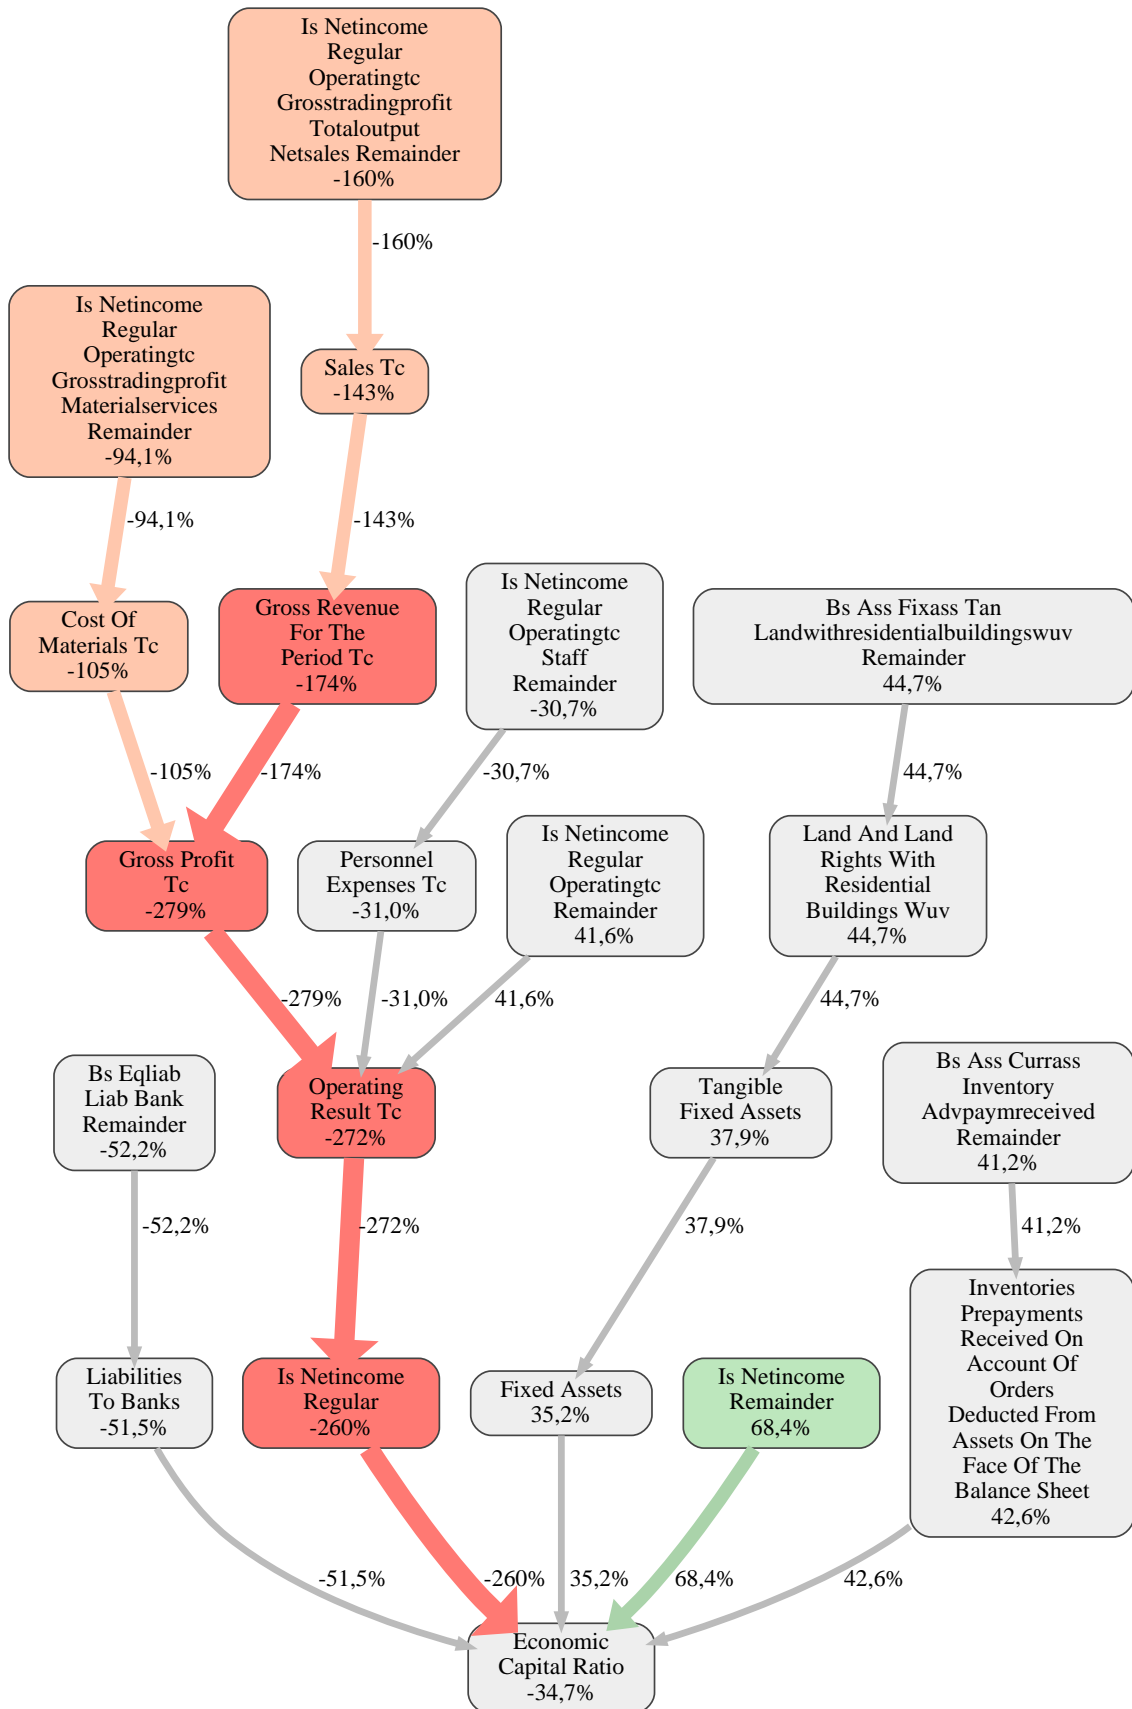 Is Netincome
Regular
Operatingtc
Grosstradingprofit
Totaloutput
Netsales Remainder
-160%
-160%
Is Netincome
Regular
Operatingtc
Grosstradingprofit
Materialservices
Remainder
-94,1%
Sales Tc
-143%
-94,1%
-143%
Cost Of
Materials Tc
-105%
Gross Revenue
For The
Period Tc
-174%
Is Netincome
Regular
Operatingtc
Staff
Remainder
-30,7%
Bs Ass Fixass Tan
Landwithresidentialbuildingswuv
Remainder
44,7%
-105%
-174%
-30,7%
44,7%
Gross Profit
Tc
-279%
Personnel
Expenses Tc
-31,0%
Is Netincome
Regular
Operatingtc
Remainder
41,6%
Land And Land
Rights With
Residential
Buildings Wuv
44,7%
-279%
-31,0%
41,6%
44,7%
Bs Eqliab
Liab Bank
Remainder
-52,2%
Operating
Result Tc
-272%
Tangible
Fixed Assets
37,9%
Bs Ass Currass
Inventory
Advpaymreceived
Remainder
41,2%
-52,2%
-272%
37,9%
41,2%
Liabilities
To Banks
-51,5%
Is Netincome
Regular
-260%
Fixed Assets
35,2%
Is Netincome
Remainder
68,4%
Inventories
Prepayments
Received On
Account Of
Orders
Deducted From
Assets On The
Face Of The
Balance Sheet
42,6%
-51,5%
-260%
35,2%
68,4%
42,6%
Economic
Capital Ratio
-34,7%